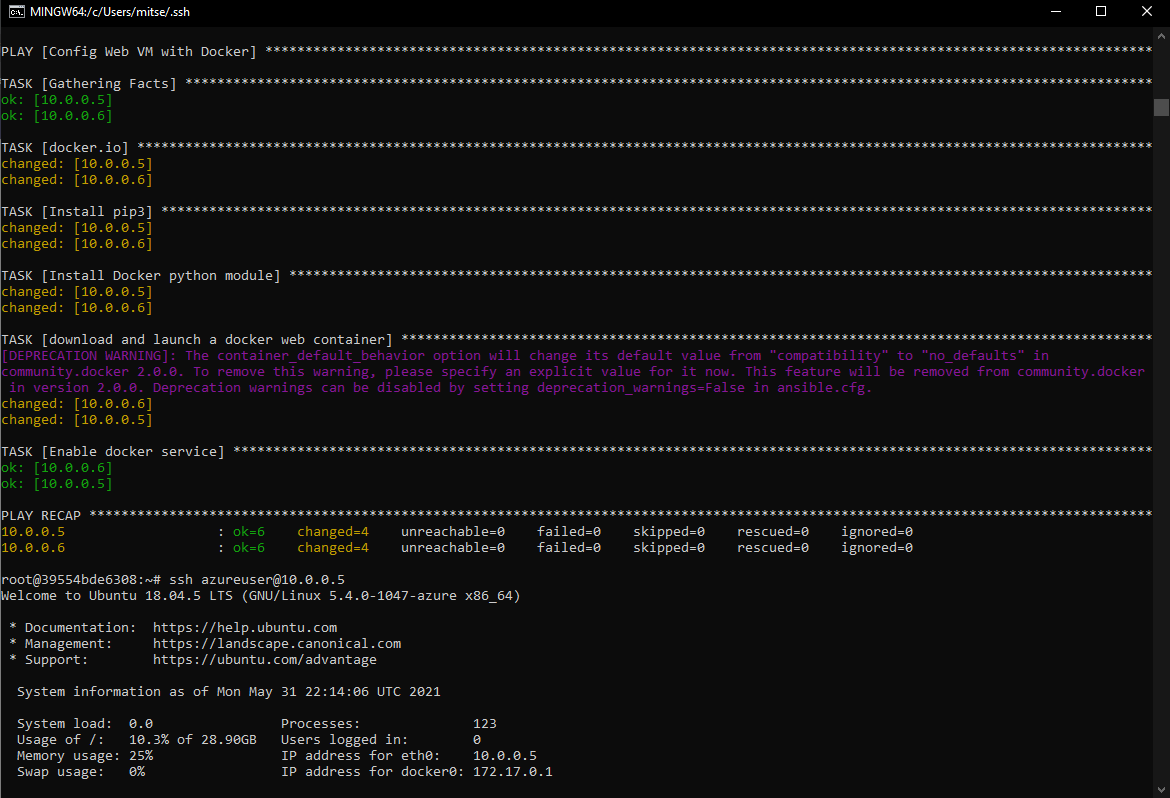 MINGW64:/c/Users/mitse/.ssh
PLAY [Config Web VM with Docker] ***************************************************************************************************************
TASK [Gathering Facts] *************************************************************************************************************************
ok: [10.0.0.5]
ok: [10.0.0.6]
TASK [docker.io] *******************************************************************************************************************************
changed: [10.0.0.5]
changed: [10.0.0.6]
TASK [Install pip3] ****************************************************************************************************************************
changed: [10.0.0.5]
changed: [10.0.0.6]
TASK [Install Docker python module] ************************************************************************************************************
changed: [10.0.0.5]
changed: [10.0.0.6]
TASK [download and launch a docker web container] **********************************************************************************************
[DEPRECATION WARNING]: The container_default_behavior option will change its default value from "compatibility" to "no_defaults" in
community.docker 2.0.0. To remove this warning, please specify an explicit value for it now. This feature will be removed from community.docker
 in version 2.0.0. Deprecation warnings can be disabled by setting deprecation_warnings=False in ansible.cfg.
changed: [10.0.0.6]
changed: [10.0.0.5]
TASK [Enable docker service] *******************************************************************************************************************
ok: [10.0.0.6]
ok: [10.0.0.5]
PLAY RECAP *************************************************************************************************************************************
10.0.0.5                   : ok=6    changed=4    unreachable=0    failed=0    skipped=0    rescued=0    ignored=0
10.0.0.6                   : ok=6    changed=4    unreachable=0    failed=0    skipped=0    rescued=0    ignored=0
root@39554bde6308:~# ssh azureuser@10.0.0.5
Welcome to Ubuntu 18.04.5 LTS (GNU/Linux 5.4.0-1047-azure x86_64)
 * Documentation:  https://help.ubuntu.com
 * Management:     https://landscape.canonical.com
 * Support:        https://ubuntu.com/advantage
  System information as of Mon May 31 22:14:06 UTC 2021
  System load:  0.0                Processes:              123
  Usage of /:   10.3% of 28.90GB   Users logged in:        0
  Memory usage: 25%                IP address for eth0:    10.0.0.5
  Swap usage:   0%                 IP address for docker0: 172.17.0.1